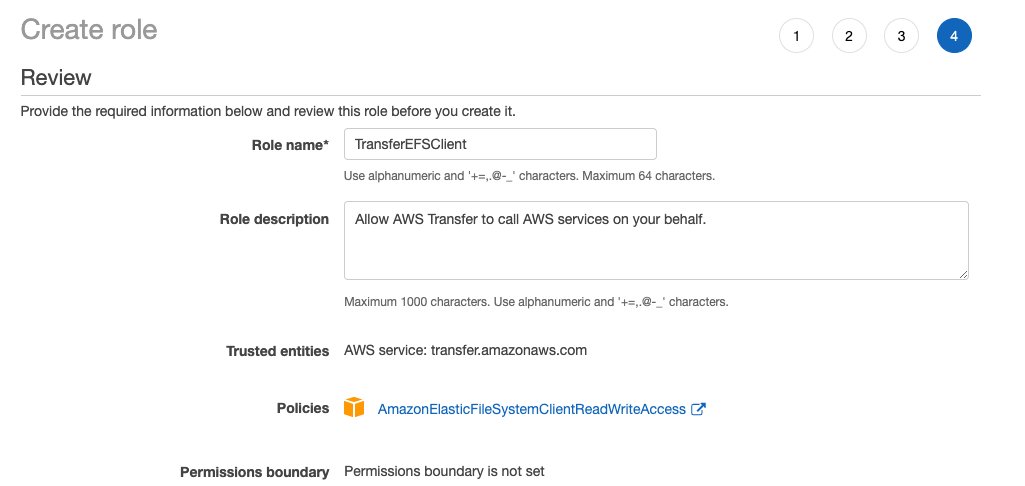 Create role
1 2 3 4
Review
Provide the required information below and review this role before you create it.
Role name* TransferEFSClient
Use alphanumeric and '+=,.@-_' characters. Maximum 64 characters.
Role description Allow AWS Transfer to call AWS services on your behalf.
Maximum 1000 characters. Use alphanumeric and '+=,.@-_' characters.
Trusted entities AWS service: transfer.amazonaws.com
Policies AmazonElasticFileSystemClientReadWriteAccess
Permissions boundary Permissions boundary is not set